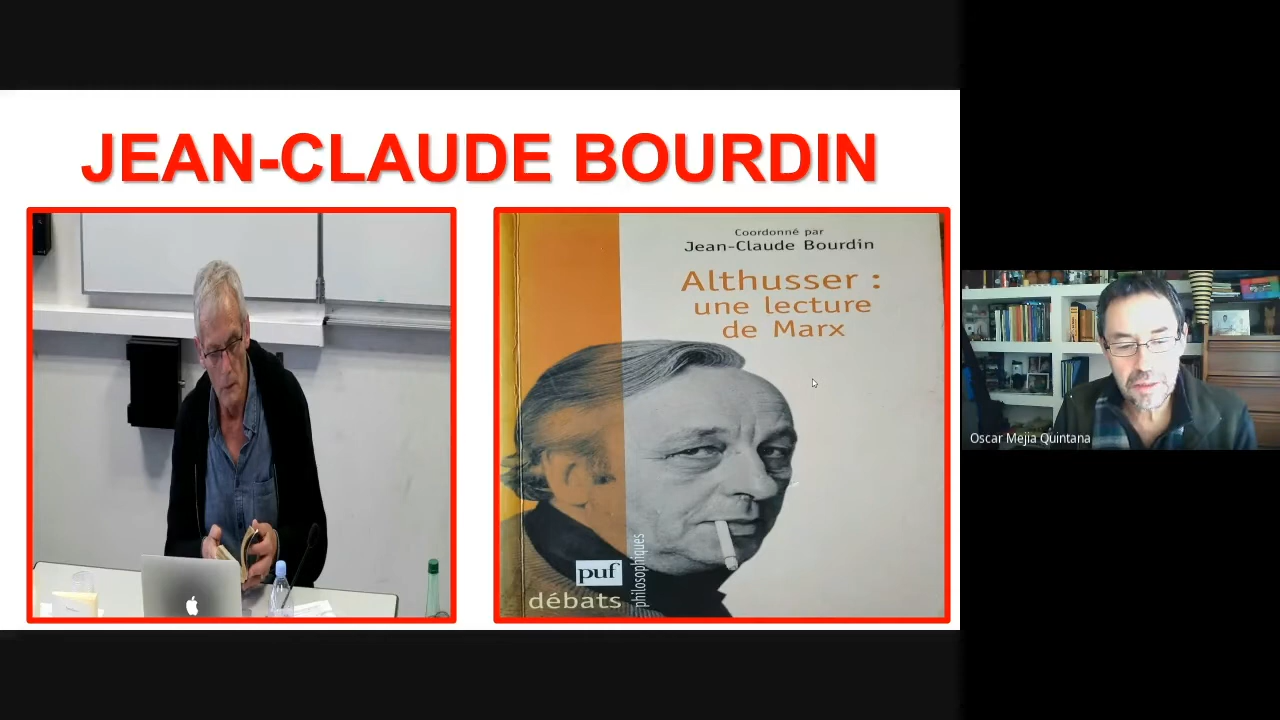 JEAN-CLAUDE BOURDIN
Coordonné par
Jean-Claude Bourdin
Althusser :
une lecture
de Marx
puf
débats
philosophiques
Oscar Mejia Quintana